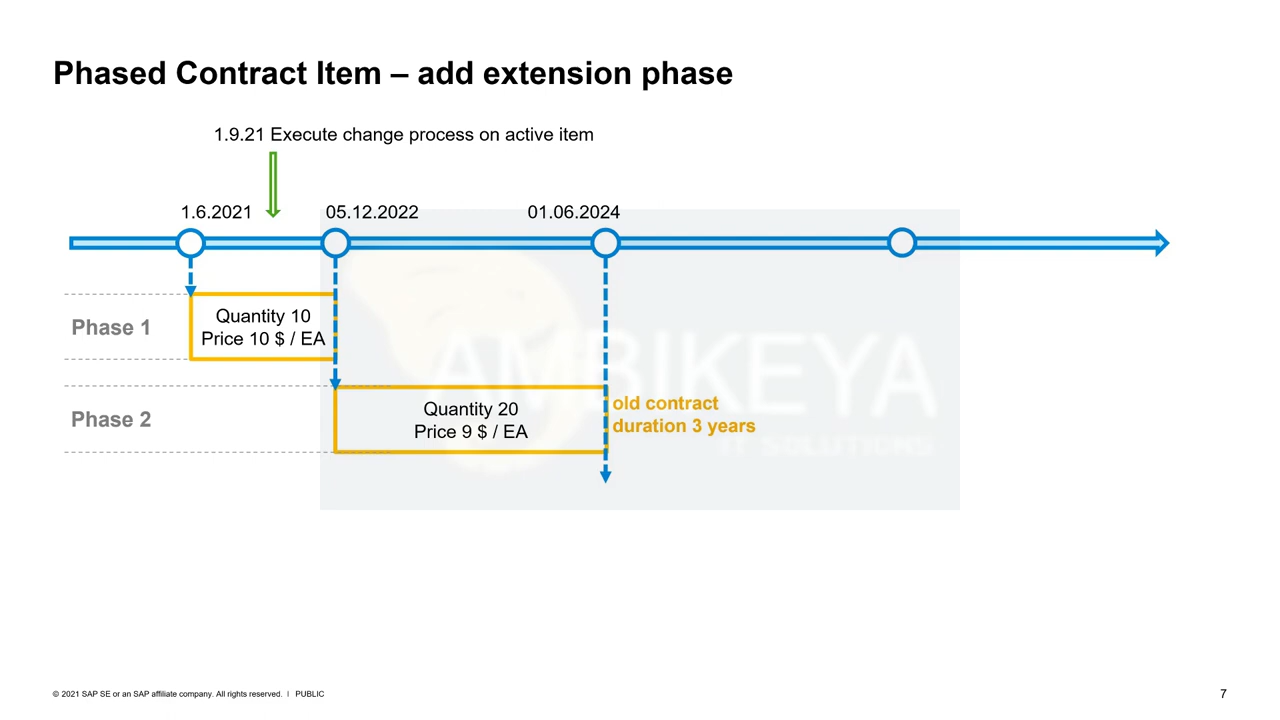 Phased Contract Item – add extension phase
1.9.21 Execute change process on active item
1.6.2021
05.12.2022
01.06.2024
Phase 1
Quantity 10
Price 10 $ / EA
Phase 2
Quantity 20
Price 9 $ / EA
old contract
duration 3 years
AMBIKEYA
IT SOLUTIONS
© 2021 SAP SE or an SAP affiliate company. All rights reserved. ǀ PUBLIC
7